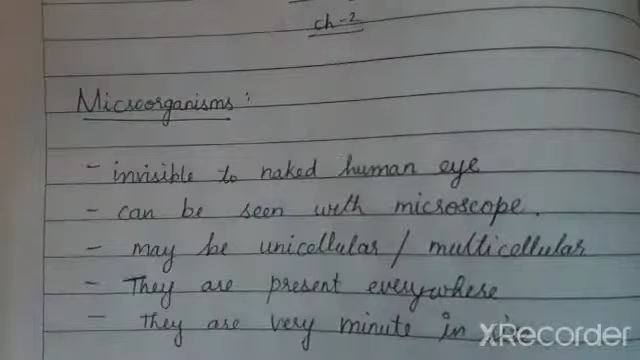 ch-2
Microorganisms :
- invisible to naked human eye
- can be seen with microscope.
- may be unicellular / multicellular
- They are present everywhere
- They are very minute in
XRecorder